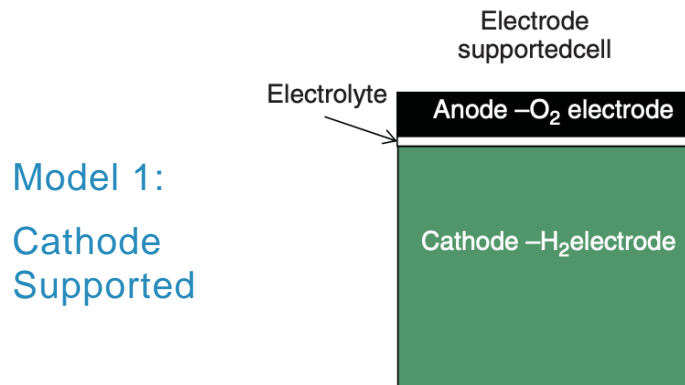 Electrode
supportedcell
Electrolyte
Anode –O₂ electrode
Model 1:
Cathode
Supported
Cathode –H₂electrode